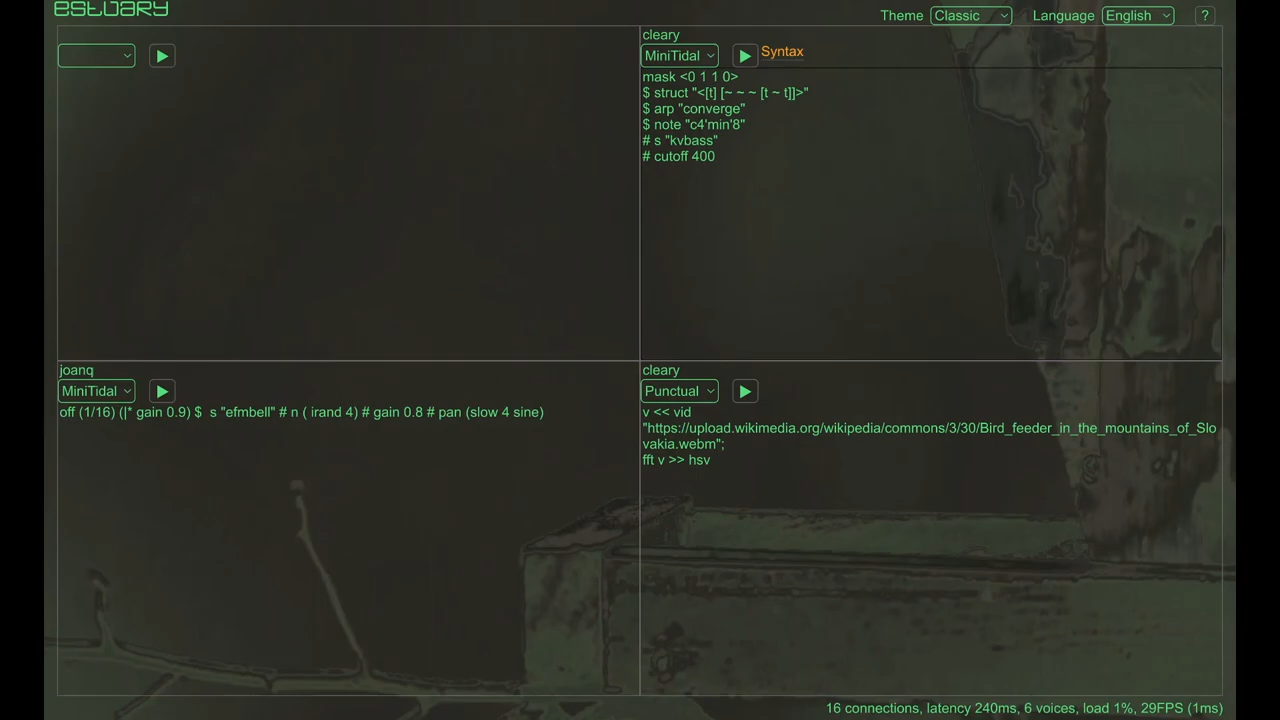 estuary
Theme Classic Language English ?
cleary
MiniTidal Syntax
mask <0 1 1 0>
$ struct "<[t] [~ ~ ~ [t ~ t]]>"
$ arp "converge"
$ note "c4'min'8"
# s "kvbass"
# cutoff 400
joanq
MiniTidal
off (1/16) (|* gain 0.9) $  s "efmbell" # n ( irand 4) # gain 0.8 # pan (slow 4 sine)
cleary
Punctual
v << vid
"https://upload.wikimedia.org/wikipedia/commons/3/30/Bird_feeder_in_the_mountains_of_Slo
vakia.webm";
fft v >> hsv
16 connections, latency 240ms, 6 voices, load 1%, 29FPS (1ms)